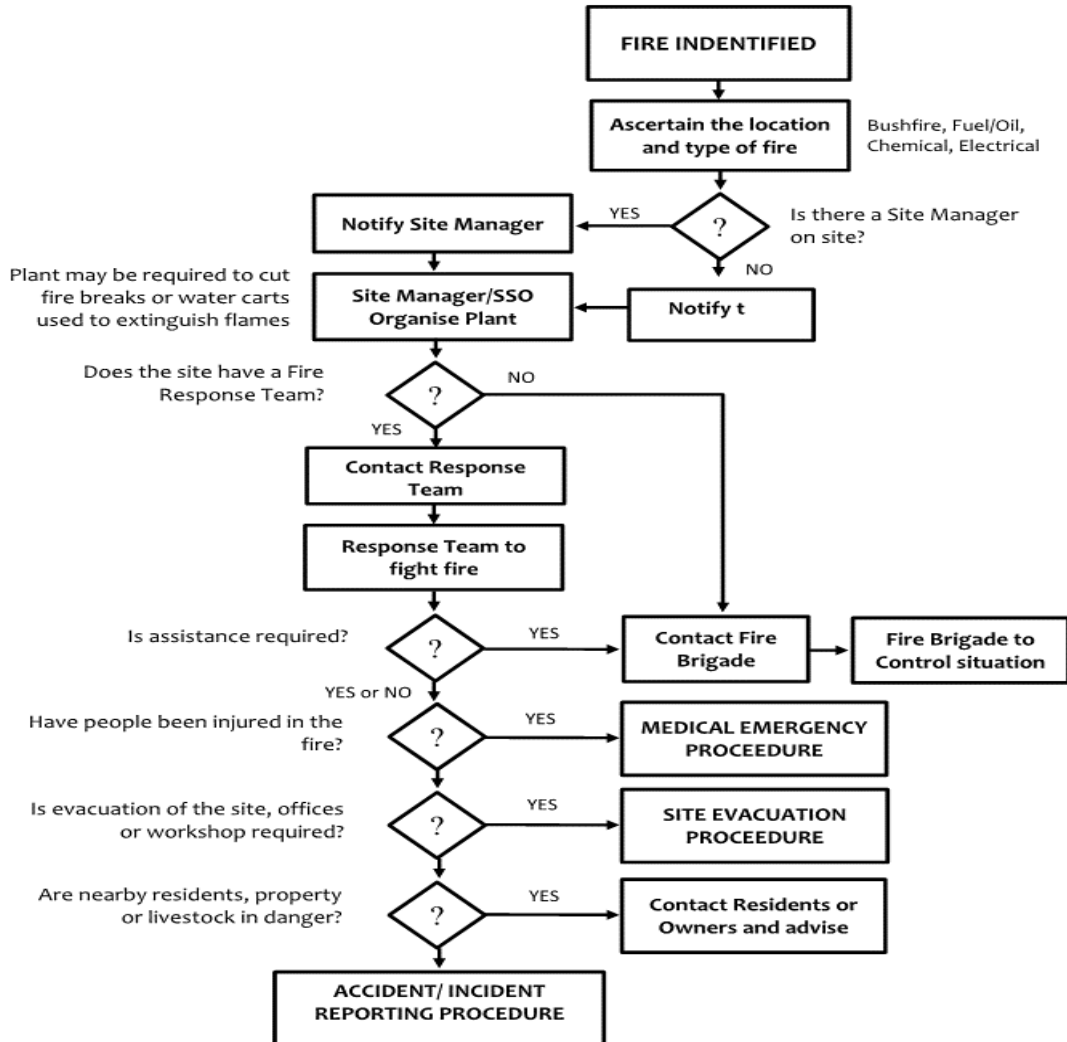 FIRE INDENTIFIED
Ascertain the location
and type of fire
Bushfire, Fuel/Oil,
Chemical, Electrical
?
Is there a Site Manager
on site?
YES
Notify Site Manager
NO
Notify t
Plant may be required to cut
fire breaks or water carts
used to extinguish flames
Site Manager/SSO
Organise Plant
Does the site have a Fire
Response Team?
?
NO
YES
Contact Response
Team
Response Team to
fight fire
Is assistance required?
?
YES
Contact Fire
Brigade
Fire Brigade to
Control situation
YES or NO
Have people been injured in the
fire?
?
YES
MEDICAL EMERGENCY
PROCEEDURE
Is evacuation of the site, offices
or workshop required?
?
YES
SITE EVACUATION
PROCEEDURE
Are nearby residents, property
or livestock in danger?
?
YES
Contact Residents or
Owners and advise
ACCIDENT/ INCIDENT
REPORTING PROCEDURE